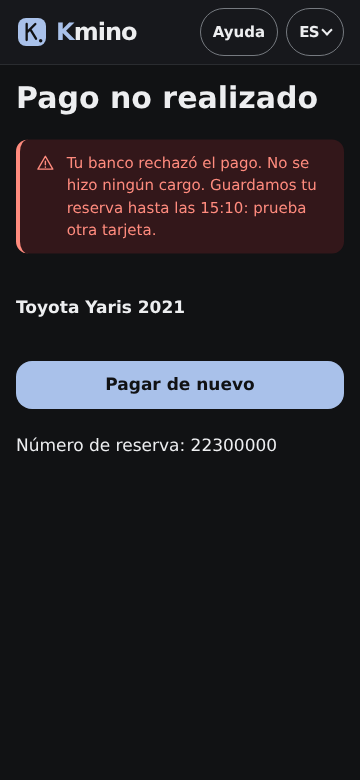 K. Kmino
Ayuda
ES
Pago no realizado
Tu banco rechazó el pago. No se
hizo ningún cargo. Guardamos tu
reserva hasta las 15:10: prueba
otra tarjeta.
Toyota Yaris 2021
Pagar de nuevo
Número de reserva: 22300000